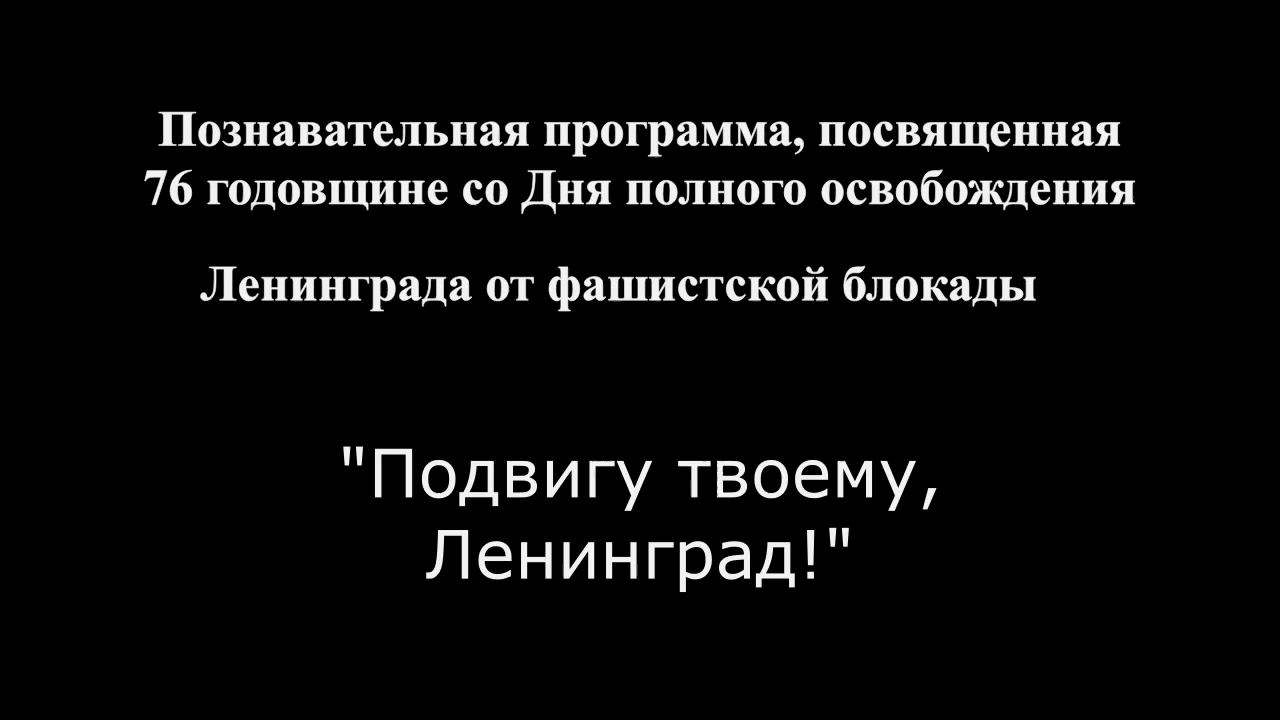 Познавательная программа, посвященная
76 годовщине со Дня полного освобождения
Ленинграда от фашистской блокады
"Подвигу твоему,
Ленинград!"